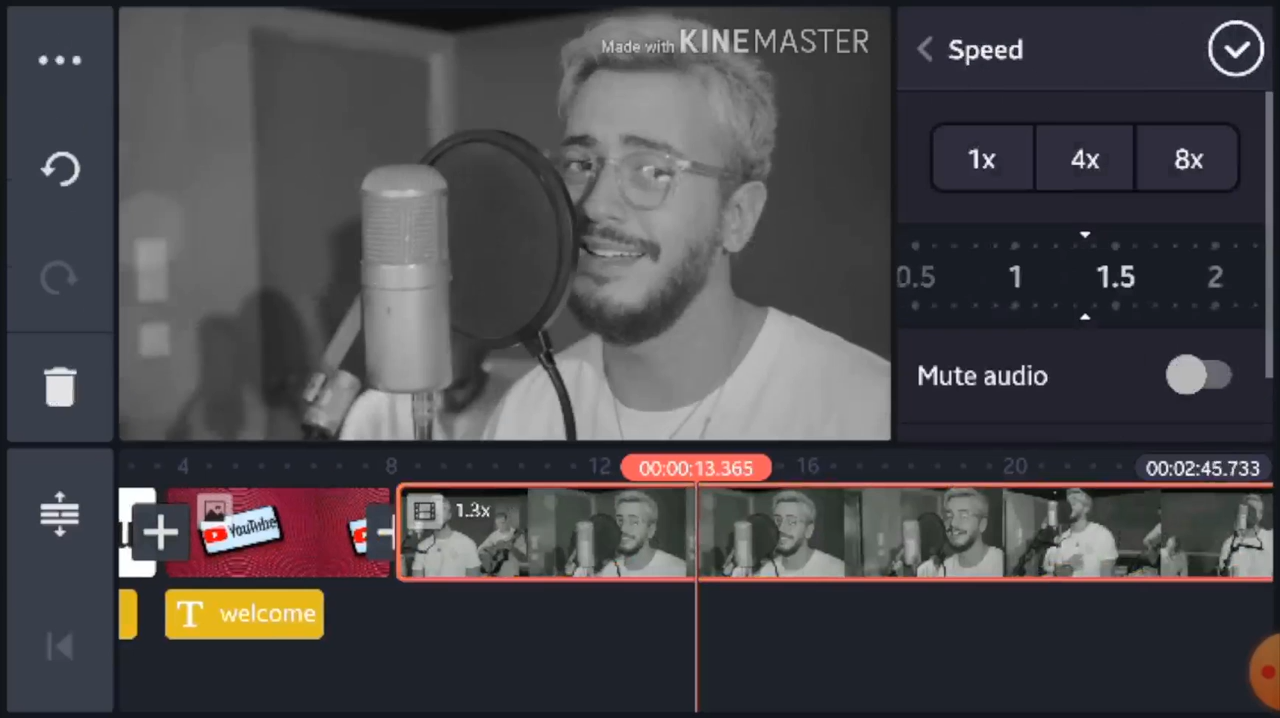 Made with KINEMASTER
Speed
1x 4x 8x
0.5 1 1.5 2
Mute audio
4 8 12 00:00:13.365 16 20 00:02:45.733
YouTube
1.3x
T welcome